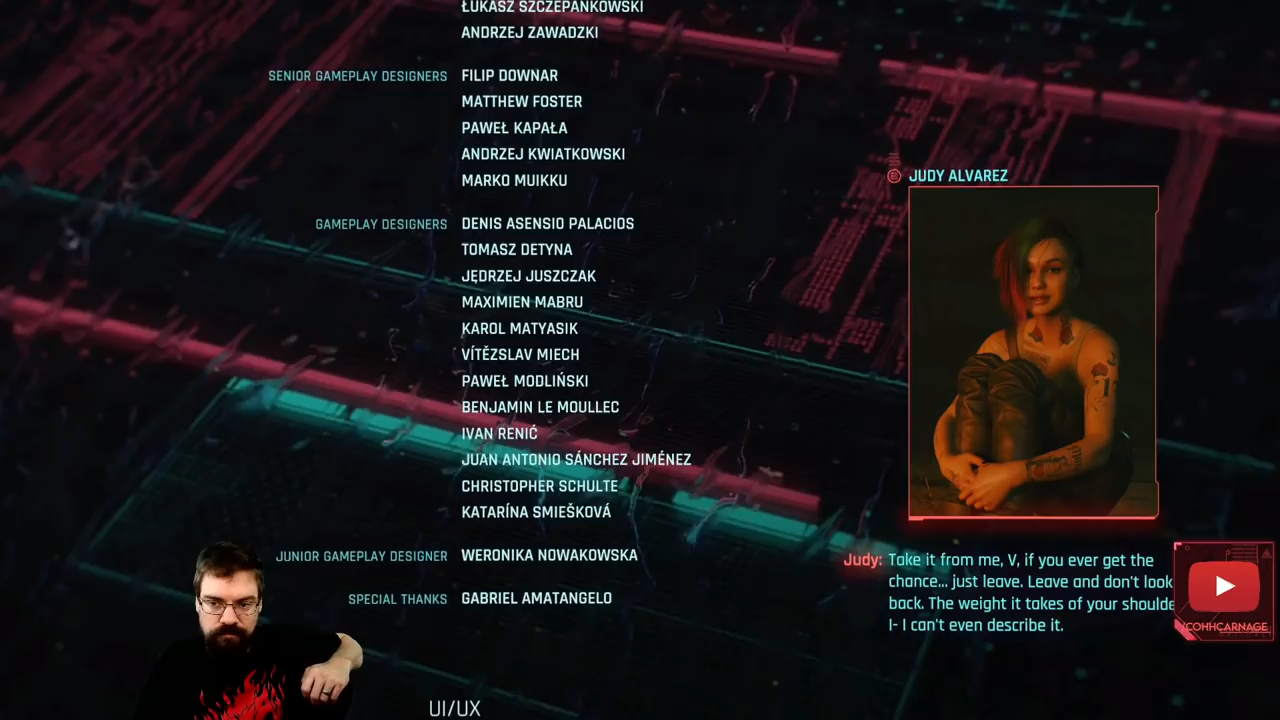 ŁUKASZ SZCZEPANKOWSKI
ANDRZEJ ZAWADZKI
SENIOR GAMEPLAY DESIGNERS FILIP DOWNAR
MATTHEW FOSTER
PAWEŁ KAPAŁA
ANDRZEJ KWIATKOWSKI
MARKO MUIKKU
GAMEPLAY DESIGNERS DENIS ASENSIO PALACIOS
TOMASZ DETYNA
JĘDRZEJ JUSZCZAK
MAXIMIEN MABRU
KAROL MATYASIK
VÍTĚZSLAV MIECH
PAWEŁ MODLIŃSKI
BENJAMIN LE MOULLEC
IVAN RENIĆ
JUAN ANTONIO SÁNCHEZ JIMÉNEZ
CHRISTOPHER SCHULTE
KATARÍNA SMIEŠKOVÁ
JUNIOR GAMEPLAY DESIGNER WERONIKA NOWAKOWSKA
SPECIAL THANKS GABRIEL AMATANGELO
UI/UX
JUDY ALVAREZ
Judy: Take it from me, V, if you ever get the
chance... just leave. Leave and don't look
back. The weight it takes of your shoulde
I- I can't even describe it.
/COHHCARNAGE